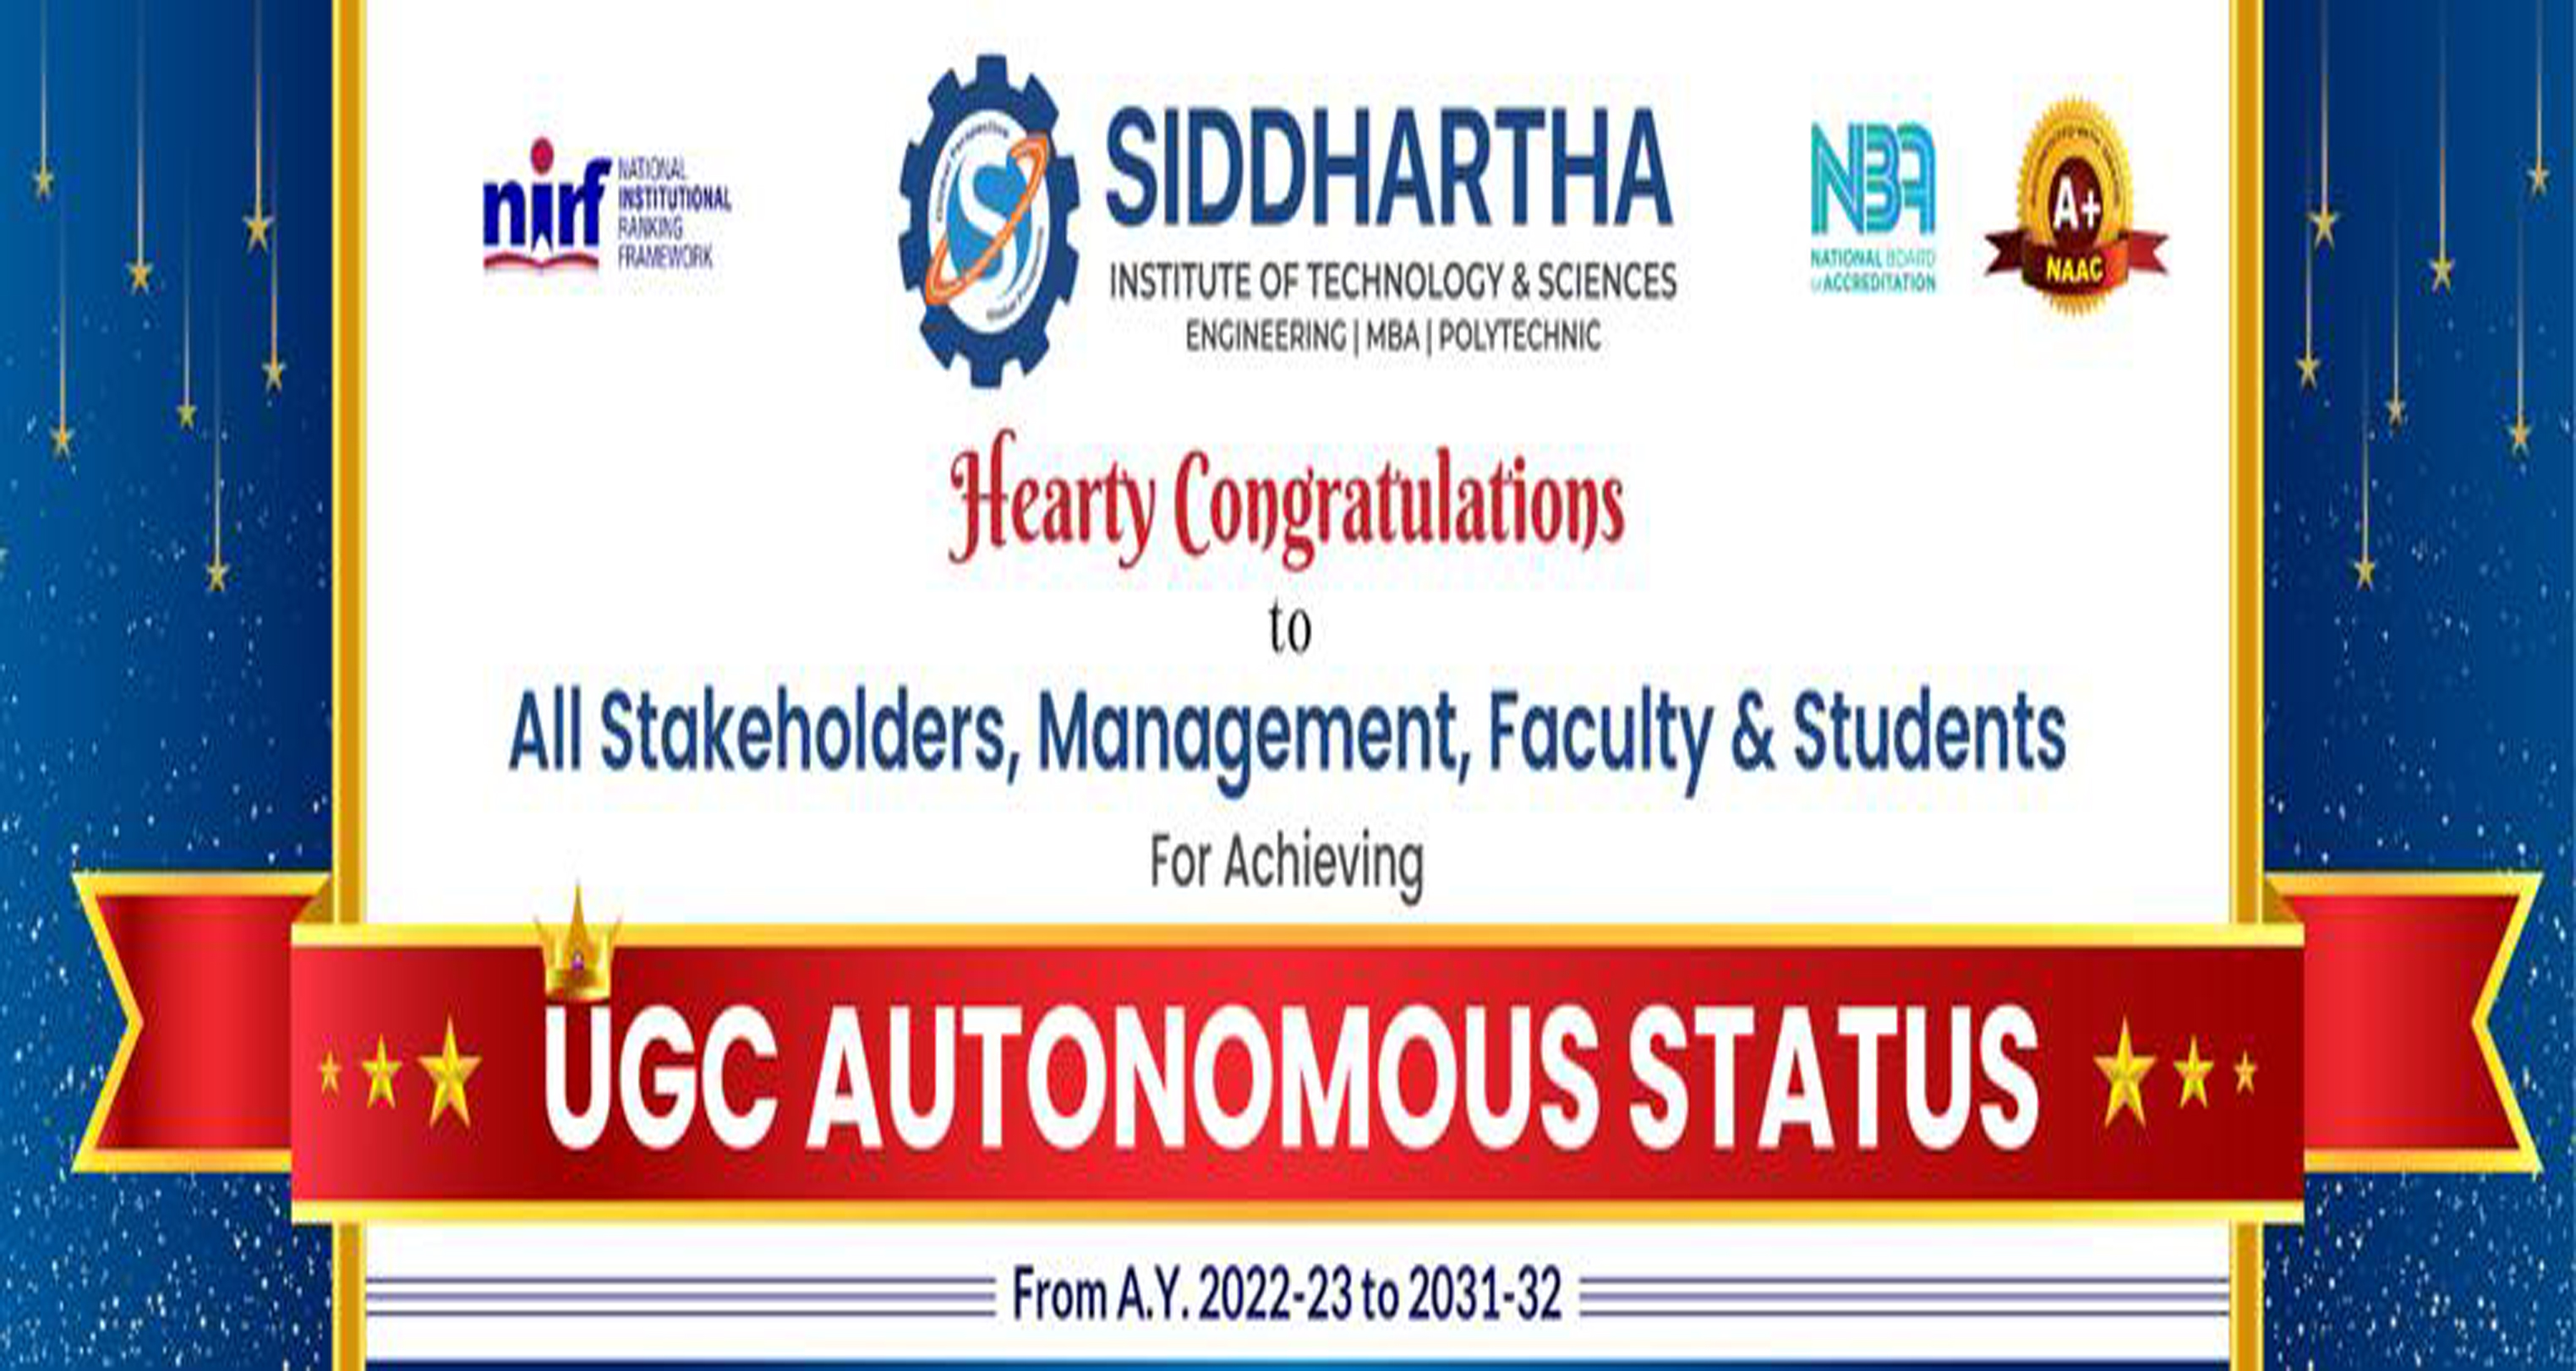 nirf
NATIONAL
INSTITUTIONAL
RANKING
FRAMEWORK
SIDDHARTHA
INSTITUTE OF TECHNOLOGY & SCIENCES
ENGINEERING | MBA | POLYTECHNIC
NBA
NATIONAL BOARD
of ACCREDITATION
A+
NAAC
Hearty Congratulations
to
All Stakeholders, Management, Faculty & Students
For Achieving
UGC AUTONOMOUS STATUS
From A.Y. 2022-23 to 2031-32